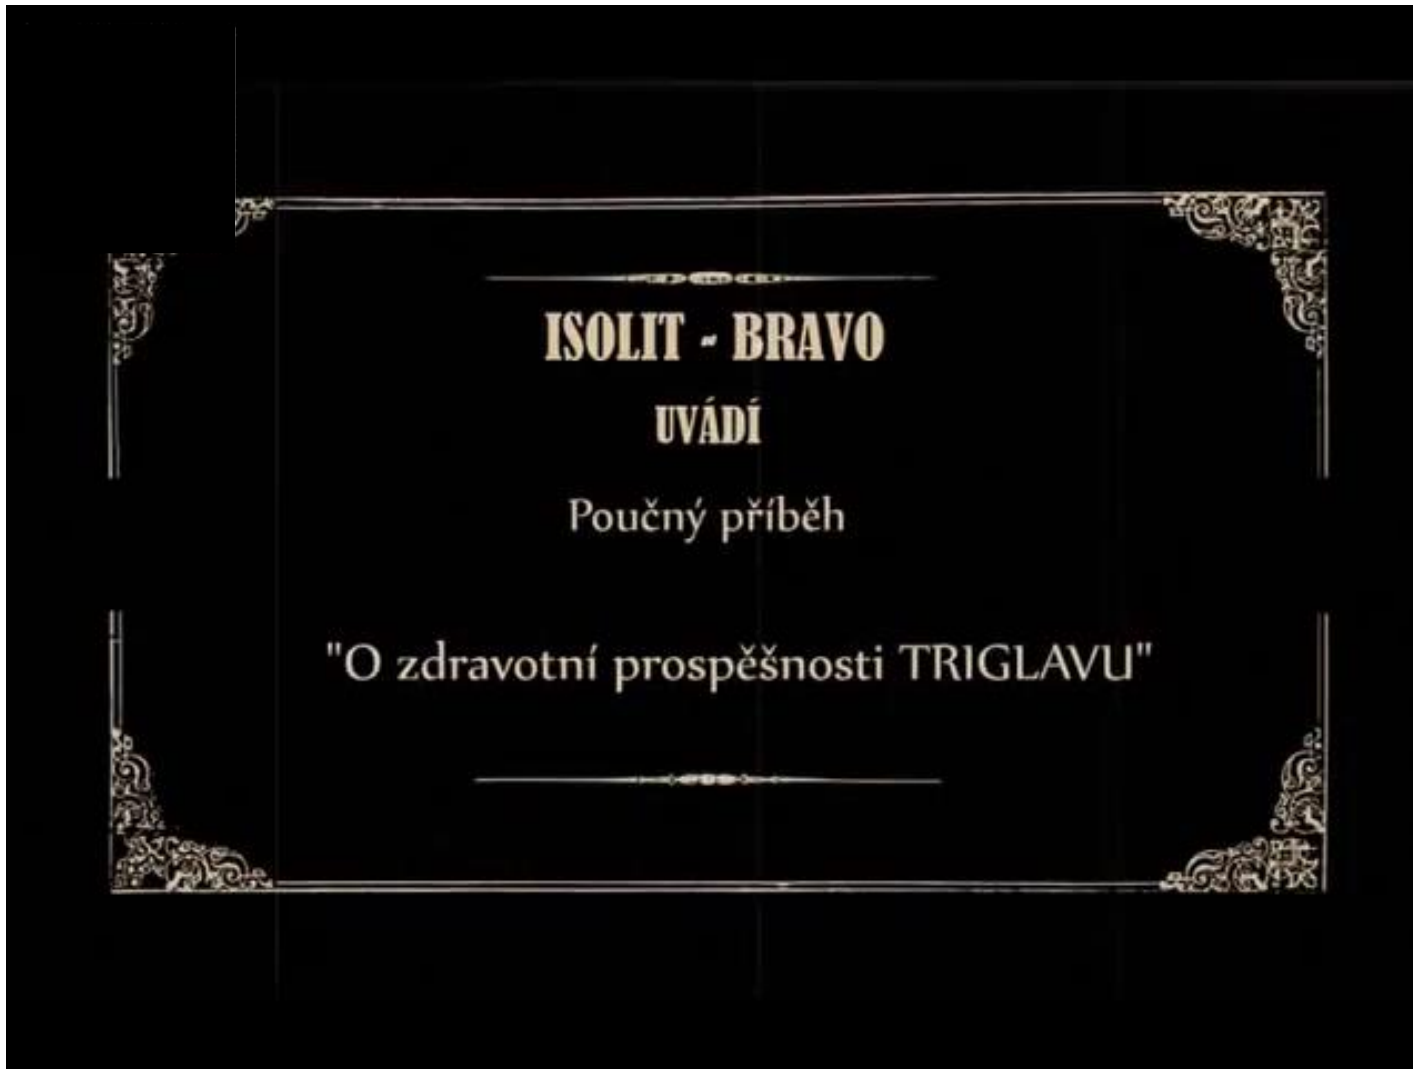 ISOLIT - BRAVO
UVÁDÍ
Poučný příběh
"O zdravotní prospěšnosti TRIGLAVU"